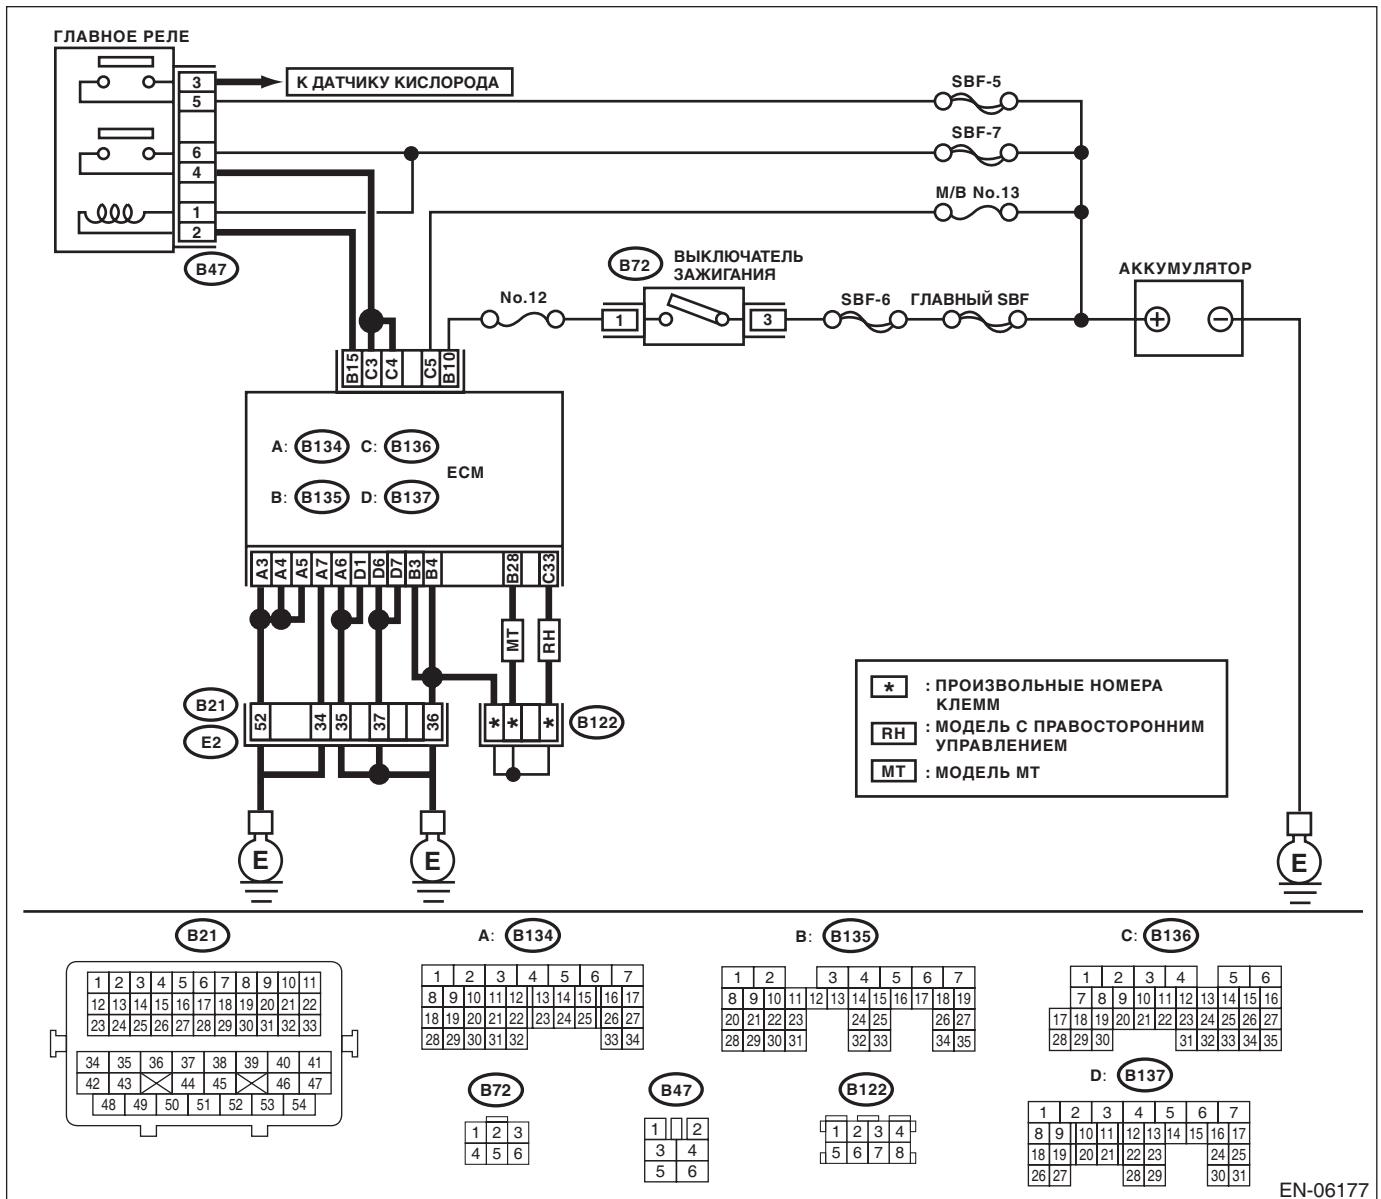 ГЛАВНОЕ РЕЛЕ
3
К ДАТЧИКУ КИСЛОРОДА
5
SBF-5
6
SBF-7
4
1
M/B No.13
2
B47
B72
ВЫКЛЮЧАТЕЛЬ
ЗАЖИГАНИЯ
АККУМУЛЯТОР
No.12
1
3
SBF-6
ГЛАВНЫЙ SBF
+
−
B15
C3
C4
C5
B10
A: B134 C: B136
ECM
B: B135 D: B137
A3 A4 A5 A7 A6 D1 D6 D7 B3 B4 B28 C33
MT
RH
B21
E2
52 34 35 37 36
* * *
B122
* : ПРОИЗВОЛЬНЫЕ НОМЕРА
КЛЕММ
RH : МОДЕЛЬ С ПРАВОСТОРОННИМ
УПРАВЛЕНИЕМ
MT : МОДЕЛЬ МТ
E
E
E
B21
1 2 3 4 5 6 7 8 9 10 11
12 13 14 15 16 17 18 19 20 21 22
23 24 25 26 27 28 29 30 31 32 33
34 35 36 37 38 39 40 41
42 43 44 45 46 47
48 49 50 51 52 53 54
A: B134
1 2 3 4 5 6 7
8 9 10 11 12 13 14 15 16 17
18 19 20 21 22 23 24 25 26 27
28 29 30 31 32 33 34
B: B135
1 2 3 4 5 6 7
8 9 10 11 12 13 14 15 16 17 18 19
20 21 22 23 24 25 26 27
28 29 30 31 32 33 34 35
C: B136
1 2 3 4 5 6
7 8 9 10 11 12 13 14 15 16
17 18 19 20 21 22 23 24 25 26 27
28 29 30 31 32 33 34 35
B72
1 2 3
4 5 6
B47
1 2
3 4
5 6
B122
1 2 3 4
5 6 7 8
D: B137
1 2 3 4 5 6 7
8 9 10 11 12 13 14 15 16 17
18 19 20 21 22 23 24 25
26 27 28 29 30 31
EN-06177